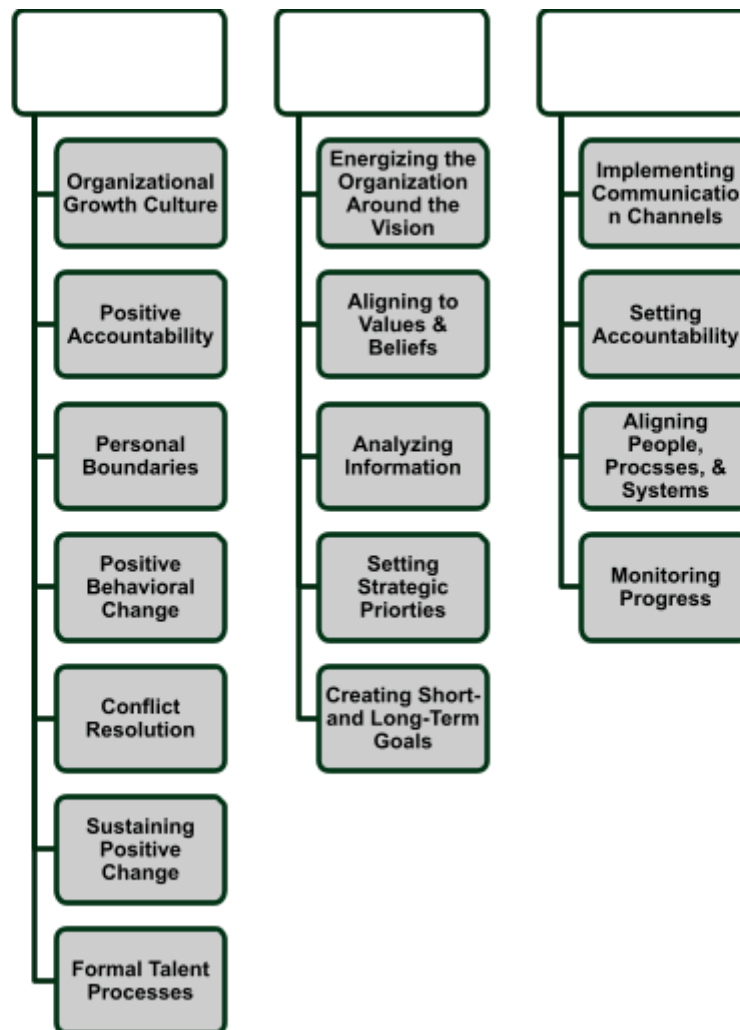 Organizational
Growth Culture
Positive
Accountability
Personal
Boundaries
Positive
Behavioral
Change
Conflict
Resolution
Sustaining
Positive
Change
Formal Talent
Processes
Energizing the
Organization
Around the
Vision
Aligning to
Values &
Beliefs
Analyzing
Information
Setting
Strategic
Priorties
Creating Short-
and Long-Term
Goals
Implementing
Communicatio
n Channels
Setting
Accountability
Aligning
People,
Procsses, &
Systems
Monitoring
Progress